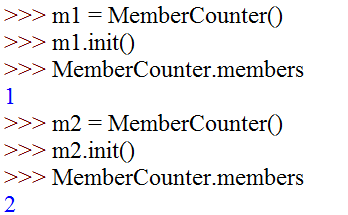 >>> m1 = MemberCounter()
>>> m1.init()
>>> MemberCounter.members
1
>>> m2 = MemberCounter()
>>> m2.init()
>>> MemberCounter.members
2